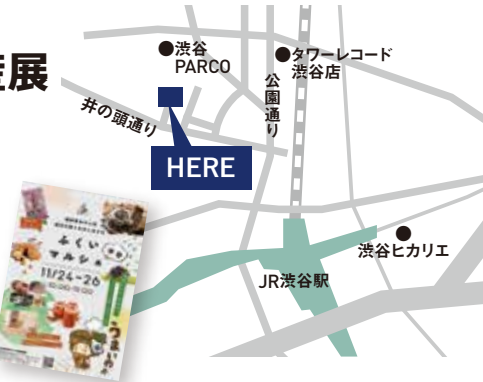 産展
●渋谷
PARCO
●タワーレコード
渋谷店
公園通り
井の頭通り
HERE
渋谷ヒカリエ
JR渋谷駅
ふくい
マルシェ
11/24-26